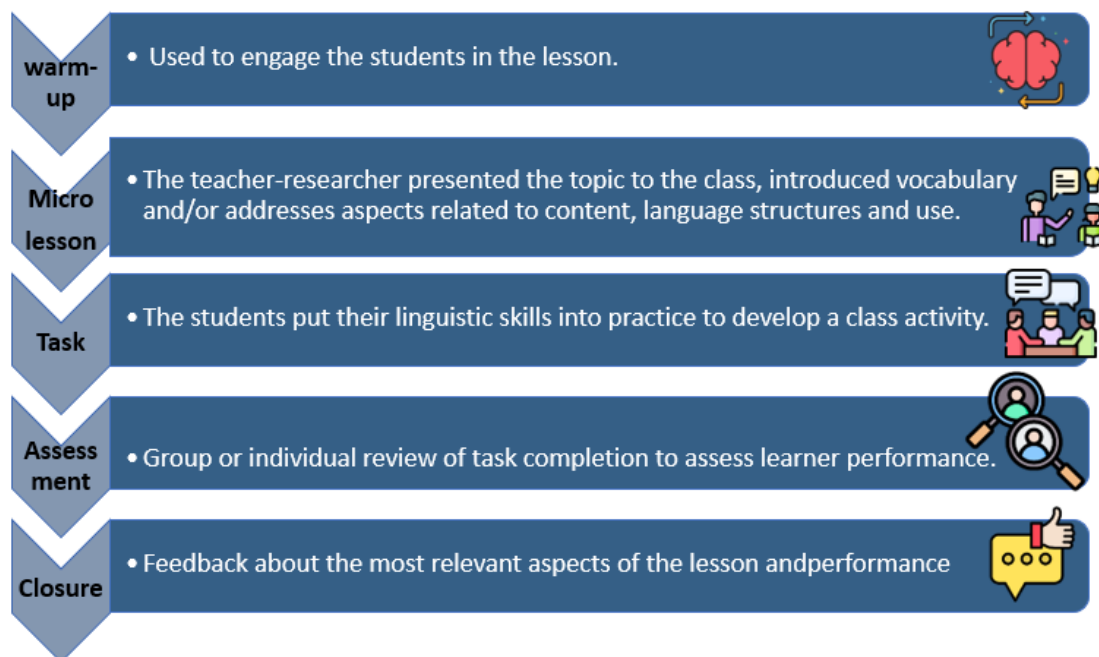 warm-
up
• Used to engage the students in the lesson.
Micro
lesson
• The teacher-researcher presented the topic to the class, introduced vocabulary
and/or addresses aspects related to content, language structures and use.
Task
• The students put their linguistic skills into practice to develop a class activity.
Assess
ment
• Group or individual review of task completion to assess learner performance.
Closure
• Feedback about the most relevant aspects of the lesson andperformance